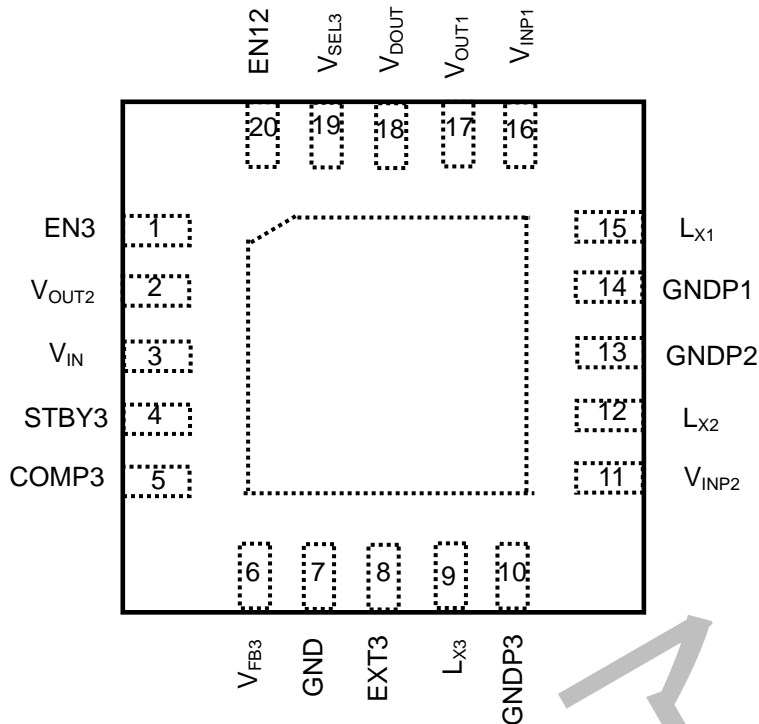 EN12 VSEL3 VDOUT VOUT1 VINP1
20 19 18 17 16
EN3 1 15 LX1
VOUT2 2 14 GNDP1
VIN 3 13 GNDP2
STBY3 4 12 LX2
COMP3 5 11 VINP2
6 7 8 9 10
VFB3 GND EXT3 LX3 GNDP3